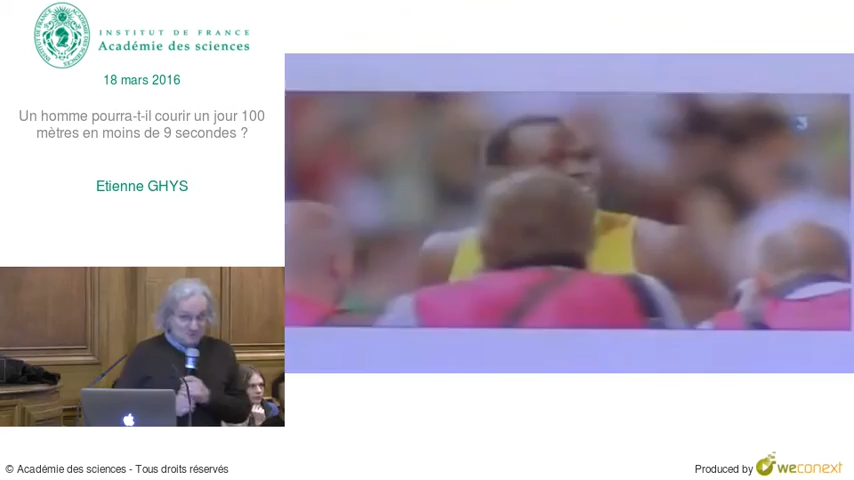 INSTITUT DE FRANCE
Académie des sciences
18 mars 2016
Un homme pourra-t-il courir un jour 100
mètres en moins de 9 secondes ?
Etienne GHYS
3
© Académie des sciences - Tous droits réservés
Produced by weconext